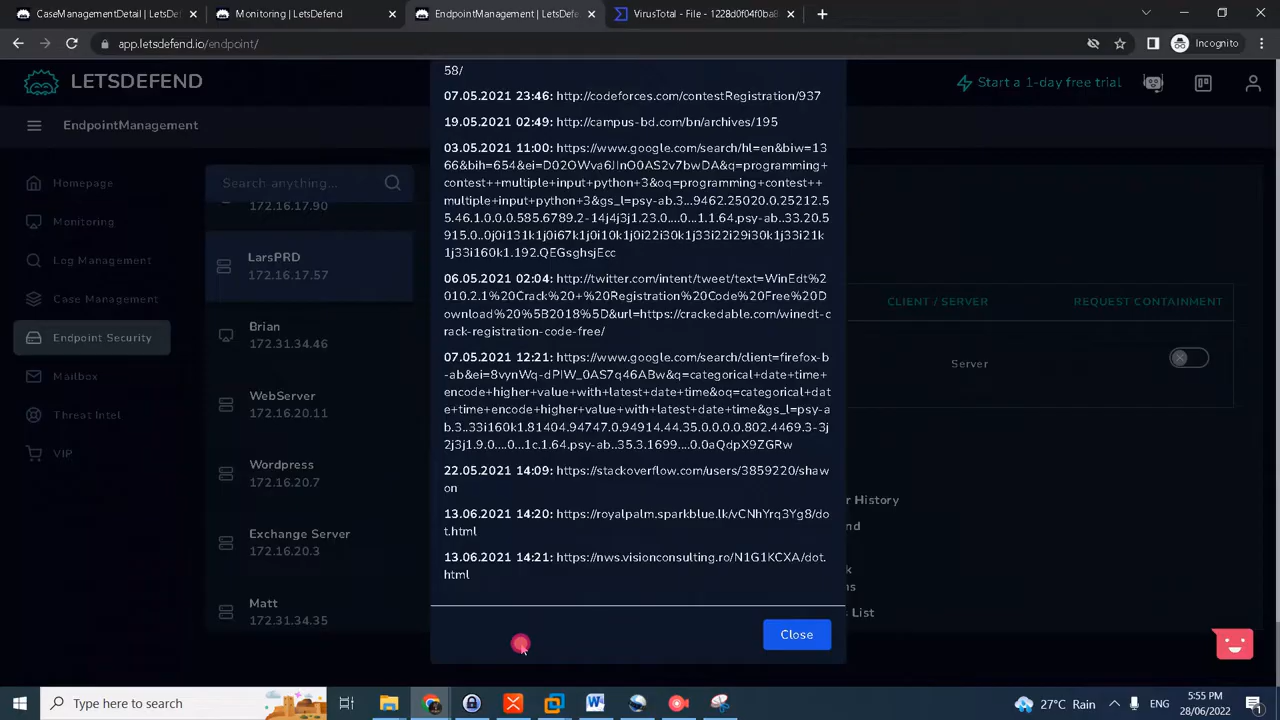 CaseManagementDetail | LetsDef
Monitoring | LetsDefend
EndpointManagement | LetsDefe
VirusTotal - File - 1228d0f04f0ba8
app.letsdefend.io/endpoint/
Incognito
LETSDEFEND
Start a 1-day free trial
EndpointManagement
Homepage
Monitoring
Log Management
Case Management
Endpoint Security
Mailbox
Threat Intel
VIP
Search anything...
172.16.17.90
LarsPRD
172.16.17.57
Brian
172.31.34.46
WebServer
172.16.20.11
Wordpress
172.16.20.7
Exchange Server
172.16.20.3
Matt
172.31.34.35
58/
07.05.2021 23:46: http://codeforces.com/contestRegistration/937
19.05.2021 02:49: http://campus-bd.com/bn/archives/195
03.05.2021 11:00: https://www.google.com/search/hl=en&biw=13
66&bih=654&ei=D02OWva6JInO0AS2v7bwDA&q=programming+
contest++multiple+input+python+3&oq=programming+contest++
multiple+input+python+3&gs_l=psy-ab.3...9462.25020.0.25212.5
5.46.1.0.0.0.585.6789.2-14j4j3j1.23.0....0...1.1.64.psy-ab..33.20.5
915.0..0j0i131k1j0i67k1j0i10k1j0i22i30k1j33i22i29i30k1j33i21k
1j33i160k1.192.QEGsghsjEcc
06.05.2021 02:04: http://twitter.com/intent/tweet/text=WinEdt%2
010.2.1%20Crack%20+%20Registration%20Code%20Free%20D
ownload%20%5B2018%5D&url=https://crackedable.com/winedt-c
rack-registration-code-free/
07.05.2021 12:21: https://www.google.com/search/client=firefox-b
-ab&ei=8vynWq-dPIW_0AS7q46ABw&q=categorical+date+time+
encode+higher+value+with+latest+date+time&oq=categorical+dat
e+time+encode+higher+value+with+latest+date+time&gs_l=psy-a
b.3..33i160k1.81404.94747.0.94914.44.35.0.0.0.0.802.4469.3-3j
2j3j1.9.0....0...1c.1.64.psy-ab..35.3.1699....0.0aQdpX9ZGRw
22.05.2021 14:09: https://stackoverflow.com/users/3859220/shaw
on
13.06.2021 14:20: https://royalpalm.sparkblue.lk/vCNhYrq3Yg8/do
t.html
13.06.2021 14:21: https://nws.visionconsulting.ro/N1G1KCXA/dot.
html
Close
CLIENT / SERVER
REQUEST CONTAINMENT
Server
r History
nd
k
ns
s List
Type here to search
27°C Rain
ENG
5:55 PM
28/06/2022